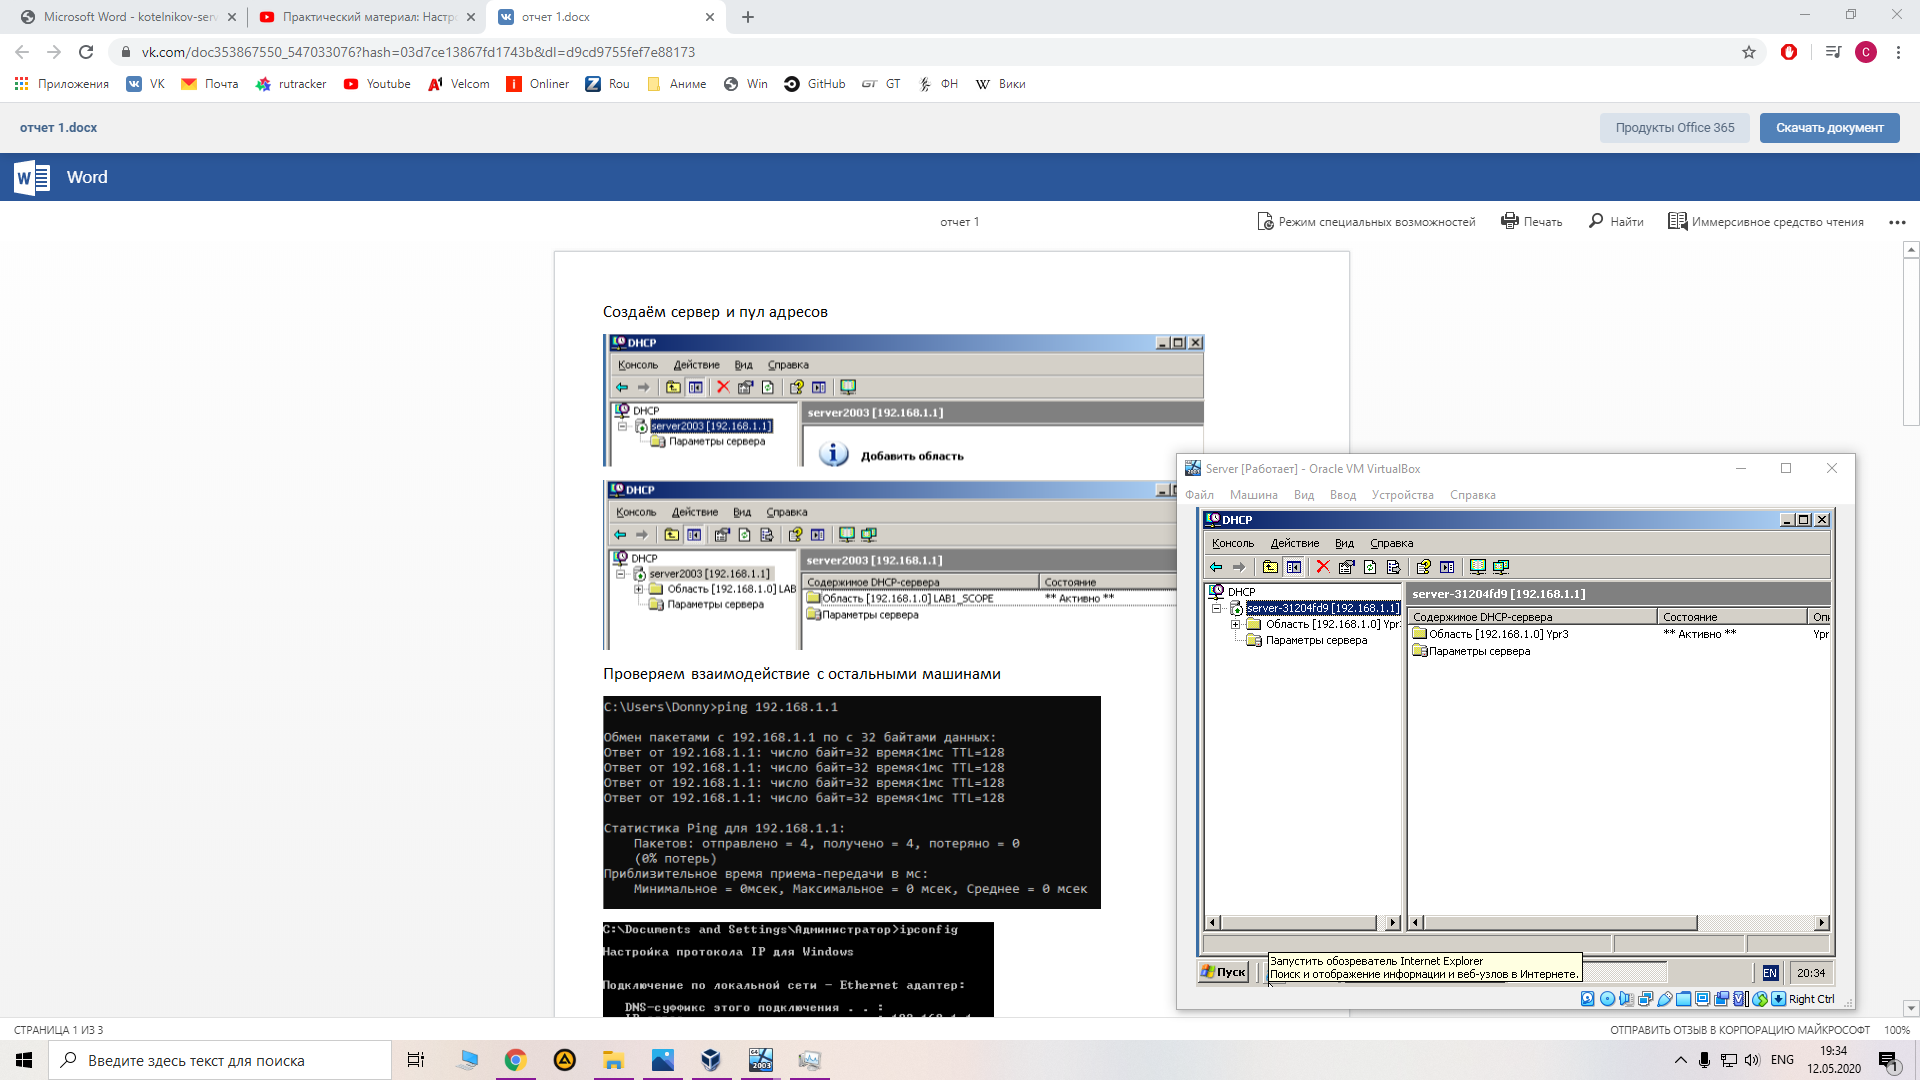 Microsoft Word - kotelnikov-serv
Практический материал: Настро
отчет 1.docx
vk.com/doc353867550_547033076?hash=03d7ce13867fd1743b&dl=d9cd9755fef7e88173
C
Приложения
VK
Почта
rutracker
Youtube
Velcom
Onliner
Rou
Аниме
Win
GitHub
GT
ФН
Вики
отчет 1.docx
Продукты Office 365
Скачать документ
Word
отчет 1
Режим специальных возможностей
Печать
Найти
Иммерсивное средство чтения
Создаём сервер и пул адресов
DHCP
Консоль Действие Вид Справка
DHCP
server2003 [192.168.1.1]
Параметры сервера
server2003 [192.168.1.1]
Добавить область
DHCP
Консоль Действие Вид Справка
DHCP
server2003 [192.168.1.1]
Область [192.168.1.0] LAB
Параметры сервера
server2003 [192.168.1.1]
Содержимое DHCP-сервера Состояние
Область [192.168.1.0] LAB1_SCOPE ** Активно **
Параметры сервера
Проверяем взаимодействие с остальными машинами
C:\Users\Donny>ping 192.168.1.1
Обмен пакетами с 192.168.1.1 по с 32 байтами данных:
Ответ от 192.168.1.1: число байт=32 время<1мс TTL=128
Ответ от 192.168.1.1: число байт=32 время<1мс TTL=128
Ответ от 192.168.1.1: число байт=32 время<1мс TTL=128
Ответ от 192.168.1.1: число байт=32 время<1мс TTL=128
Статистика Ping для 192.168.1.1:
Пакетов: отправлено = 4, получено = 4, потеряно = 0
(0% потерь)
Приблизительное время приема-передачи в мс:
Минимальное = 0мсек, Максимальное = 0 мсек, Среднее = 0 мсек
C:\Documents and Settings\Администратор>ipconfig
Настройка протокола IP для Windows
Подключение по локальной сети - Ethernet адаптер:
DNS-суффикс этого подключения . . :
Server [Работает] - Oracle VM VirtualBox
Файл Машина Вид Ввод Устройства Справка
DHCP
Консоль Действие Вид Справка
DHCP
server-31204fd9 [192.168.1.1]
Область [192.168.1.0] Ypr3
Параметры сервера
server-31204fd9 [192.168.1.1]
Содержимое DHCP-сервера Состояние Опи
Область [192.168.1.0] Ypr3 ** Активно ** Ypr
Параметры сервера
Запустить обозреватель Internet Explorer
Поиск и отображение информации и веб-узлов в Интернете.
Пуск
EN
20:34
Right Ctrl
СТРАНИЦА 1 ИЗ 3
ОТПРАВИТЬ ОТЗЫВ В КОРПОРАЦИЮ МАЙКРОСОФТ
100%
Введите здесь текст для поиска
ENG
19:34
12.05.2020
1